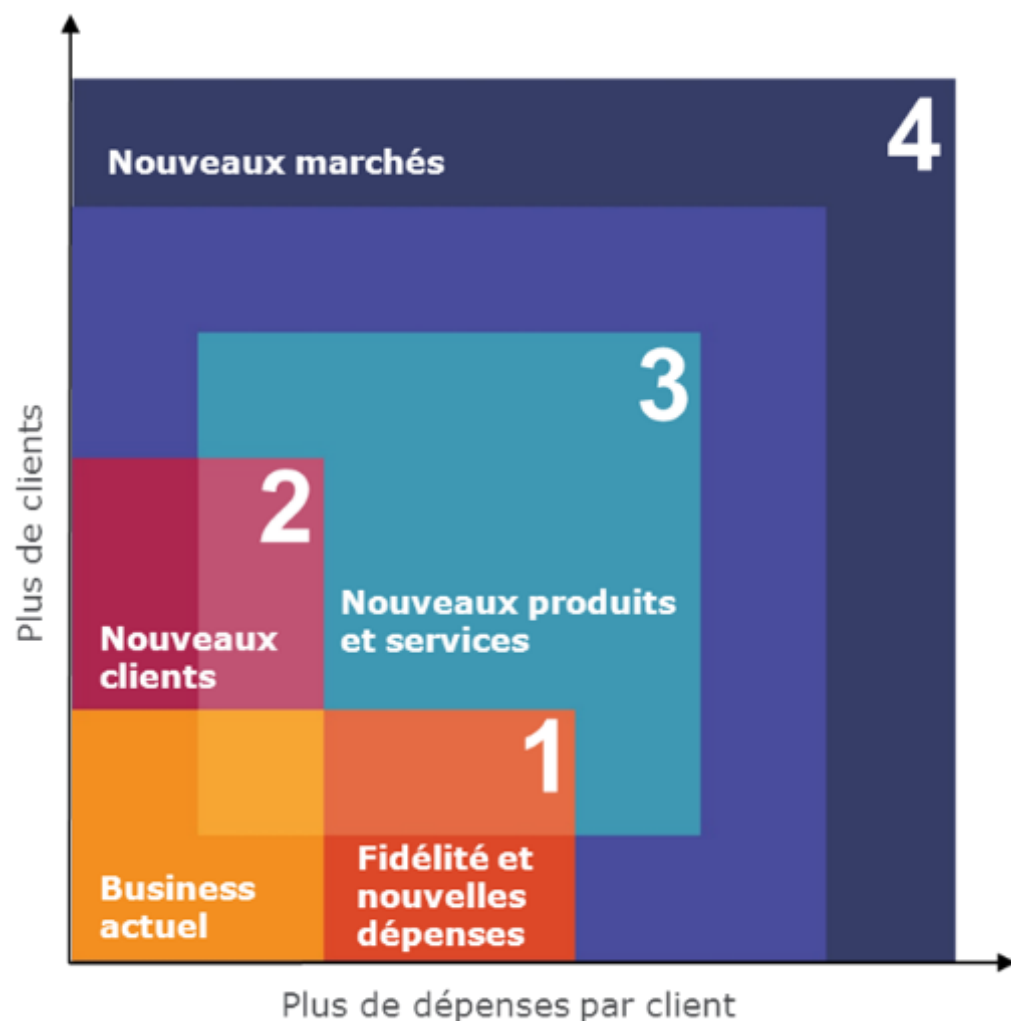 4
Nouveaux marchés
3
Plus de clients
2
Nouveaux produits
et services
Nouveaux
clients
1
Fidélité et
nouvelles
dépenses
Business
actuel
Plus de dépenses par client